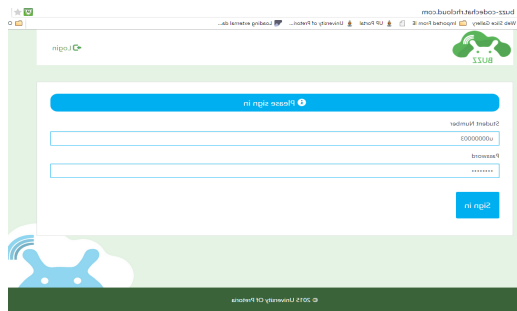 buzz-codechat.rhcloud.com
Web Slice Gallery Imported From IE UP Portal University of Pretori... Loading external da...
BUZZ
Login
Please sign in
Student Number
u00000003
Password
Sign in
© 2015 University Of Pretoria